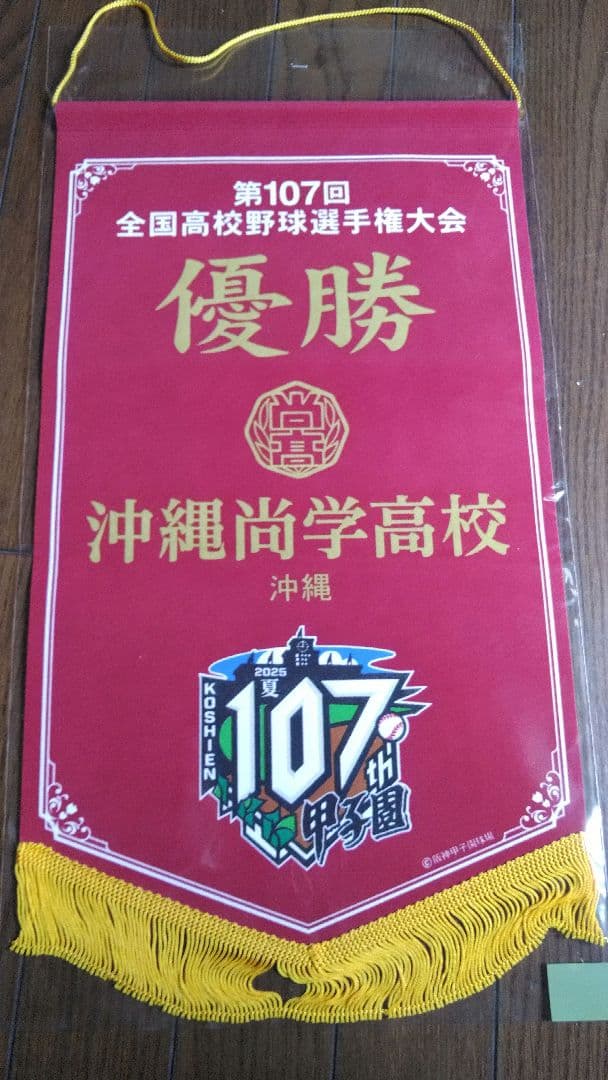 第107回
全国高校野球選手権大会
優勝
尚高
沖縄尚学高校
沖縄
2025
夏
KOSHIEN
107th
甲子園
©阪神甲子園球場